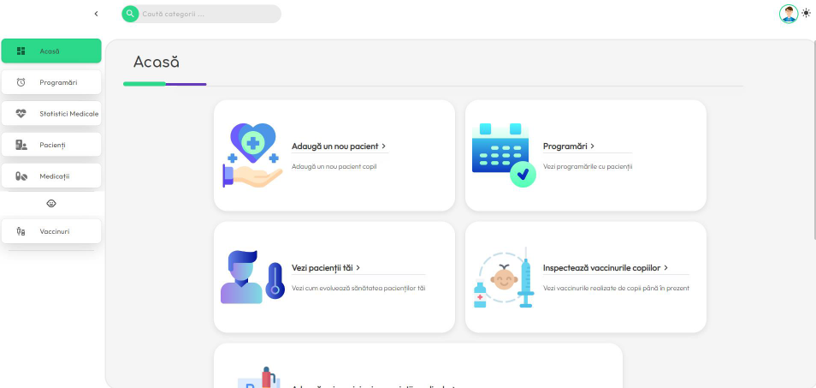 Caută categorii ...
Acasă
Programări
Statistici Medicale
Pacienți
Medicații
Vaccinuri
Acasă
Adaugă un nou pacient
Adaugă un nou pacient copil
Programări
Vezi programările cu pacienții
Vezi pacienții tăi
Vezi cum evoluează sănătatea pacienților tăi
Inspectează vaccinurile copiilor
Vezi vaccinurile realizate de copii până în prezent